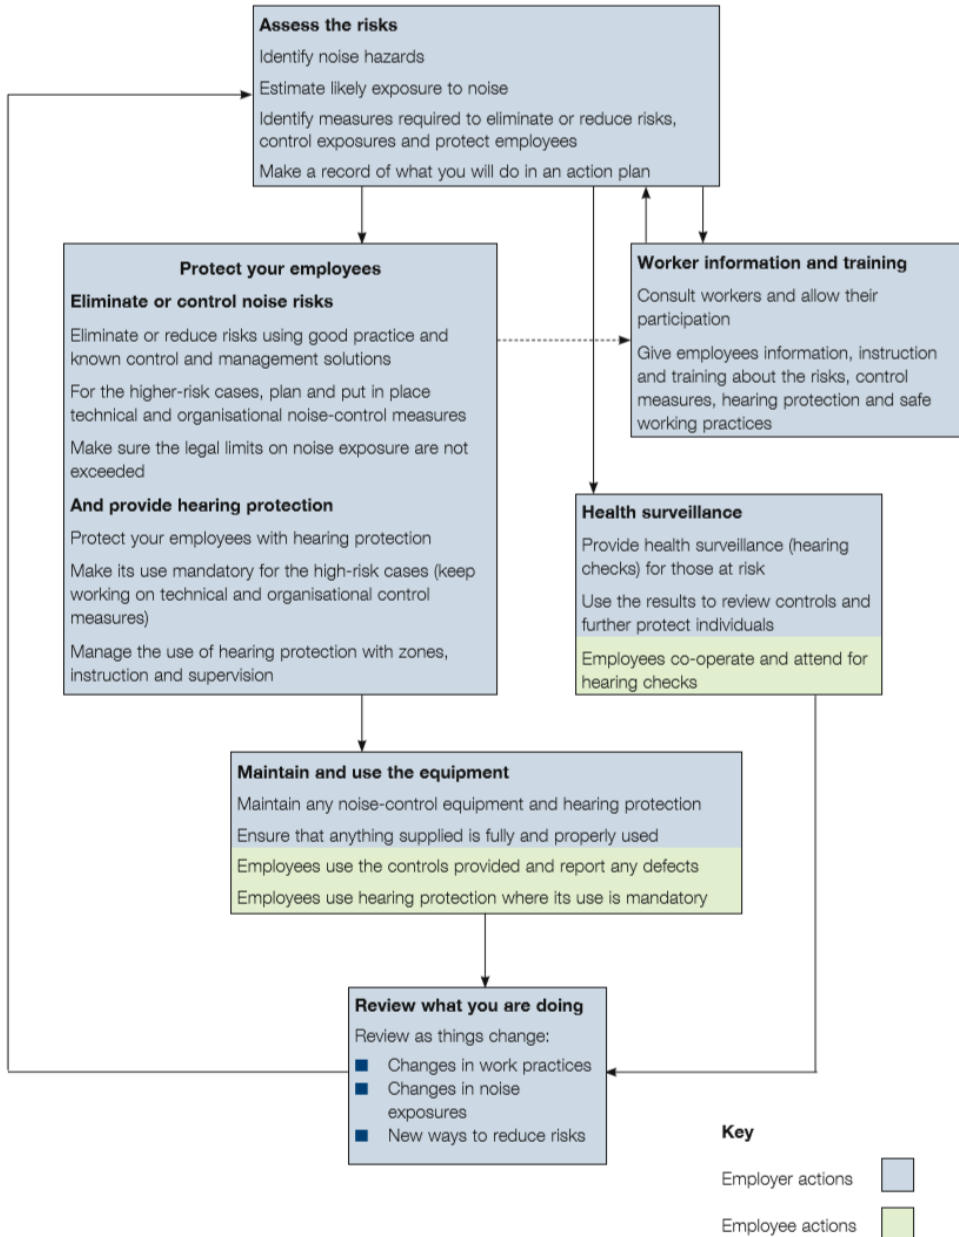 Assess the risks
Identify noise hazards
Estimate likely exposure to noise
Identify measures required to eliminate or reduce risks,
control exposures and protect employees
Make a record of what you will do in an action plan
Protect your employees
Eliminate or control noise risks
Eliminate or reduce risks using good practice and
known control and management solutions
For the higher-risk cases, plan and put in place
technical and organisational noise-control measures
Make sure the legal limits on noise exposure are not
exceeded
And provide hearing protection
Protect your employees with hearing protection
Make its use mandatory for the high-risk cases (keep
working on technical and organisational control
measures)
Manage the use of hearing protection with zones,
instruction and supervision
Worker information and training
Consult workers and allow their
participation
Give employees information, instruction
and training about the risks, control
measures, hearing protection and safe
working practices
Health surveillance
Provide health surveillance (hearing
checks) for those at risk
Use the results to review controls and
further protect individuals
Employees co-operate and attend for
hearing checks
Maintain and use the equipment
Maintain any noise-control equipment and hearing protection
Ensure that anything supplied is fully and properly used
Employees use the controls provided and report any defects
Employees use hearing protection where its use is mandatory
Review what you are doing
Review as things change:
Changes in work practices
Changes in noise
exposures
New ways to reduce risks
Key
Employer actions
Employee actions